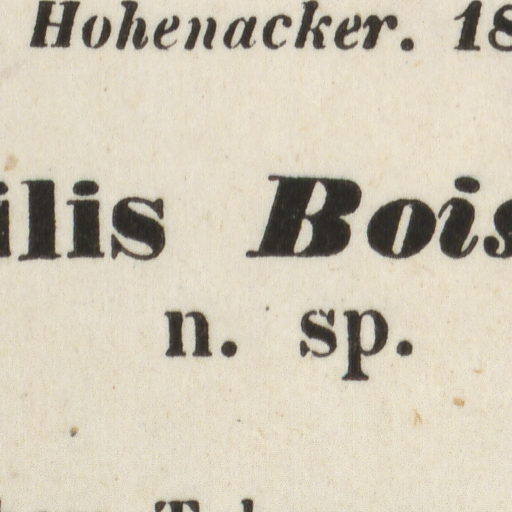 Hohenacker. 18
ilis Bois
n. sp.